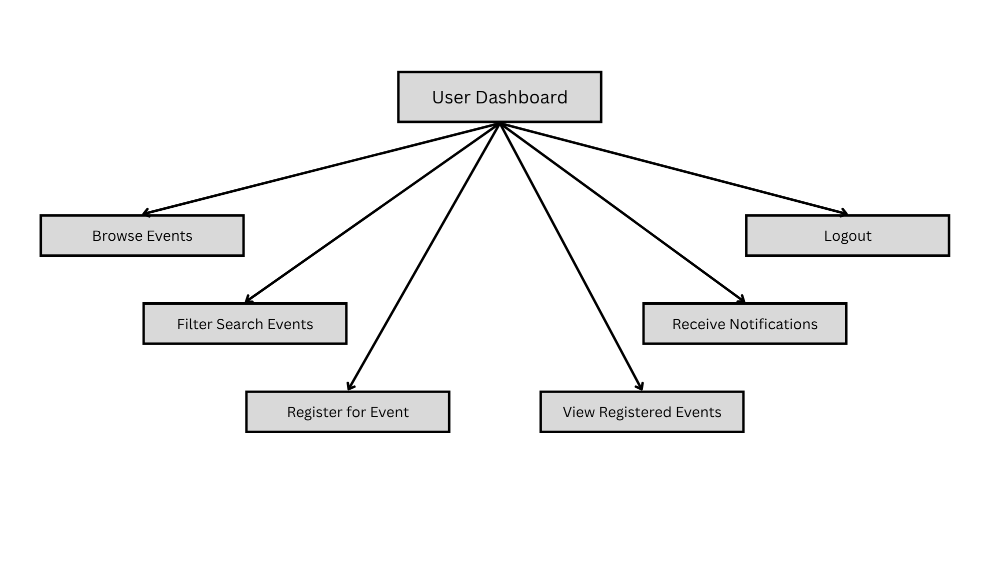 User Dashboard
Browse Events
Logout
Filter Search Events
Receive Notifications
Register for Event
View Registered Events